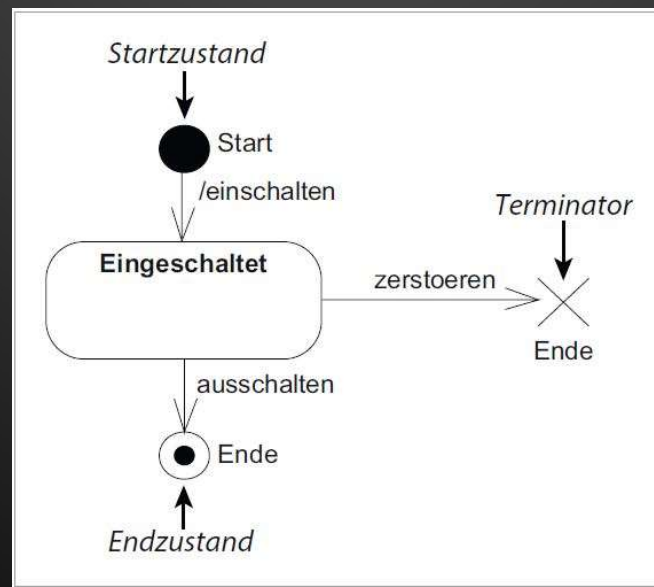 Startzustand
Start
/einschalten
Terminator
Eingeschaltet
zerstoeren
Ende
ausschalten
Ende
Endzustand